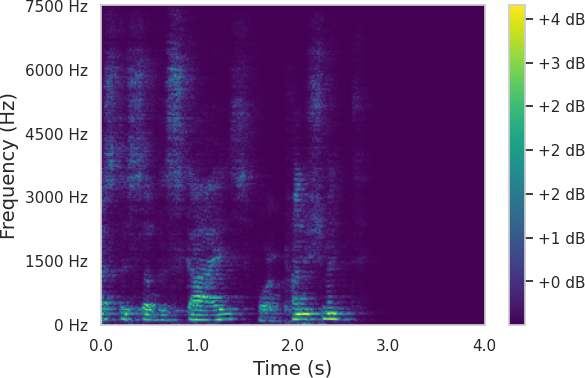 7500 Hz
6000 Hz
4500 Hz
3000 Hz
1500 Hz
0 Hz
Frequency (Hz)
0.0 1.0 2.0 3.0 4.0
Time (s)
+4 dB
+3 dB
+2 dB
+2 dB
+2 dB
+1 dB
+0 dB